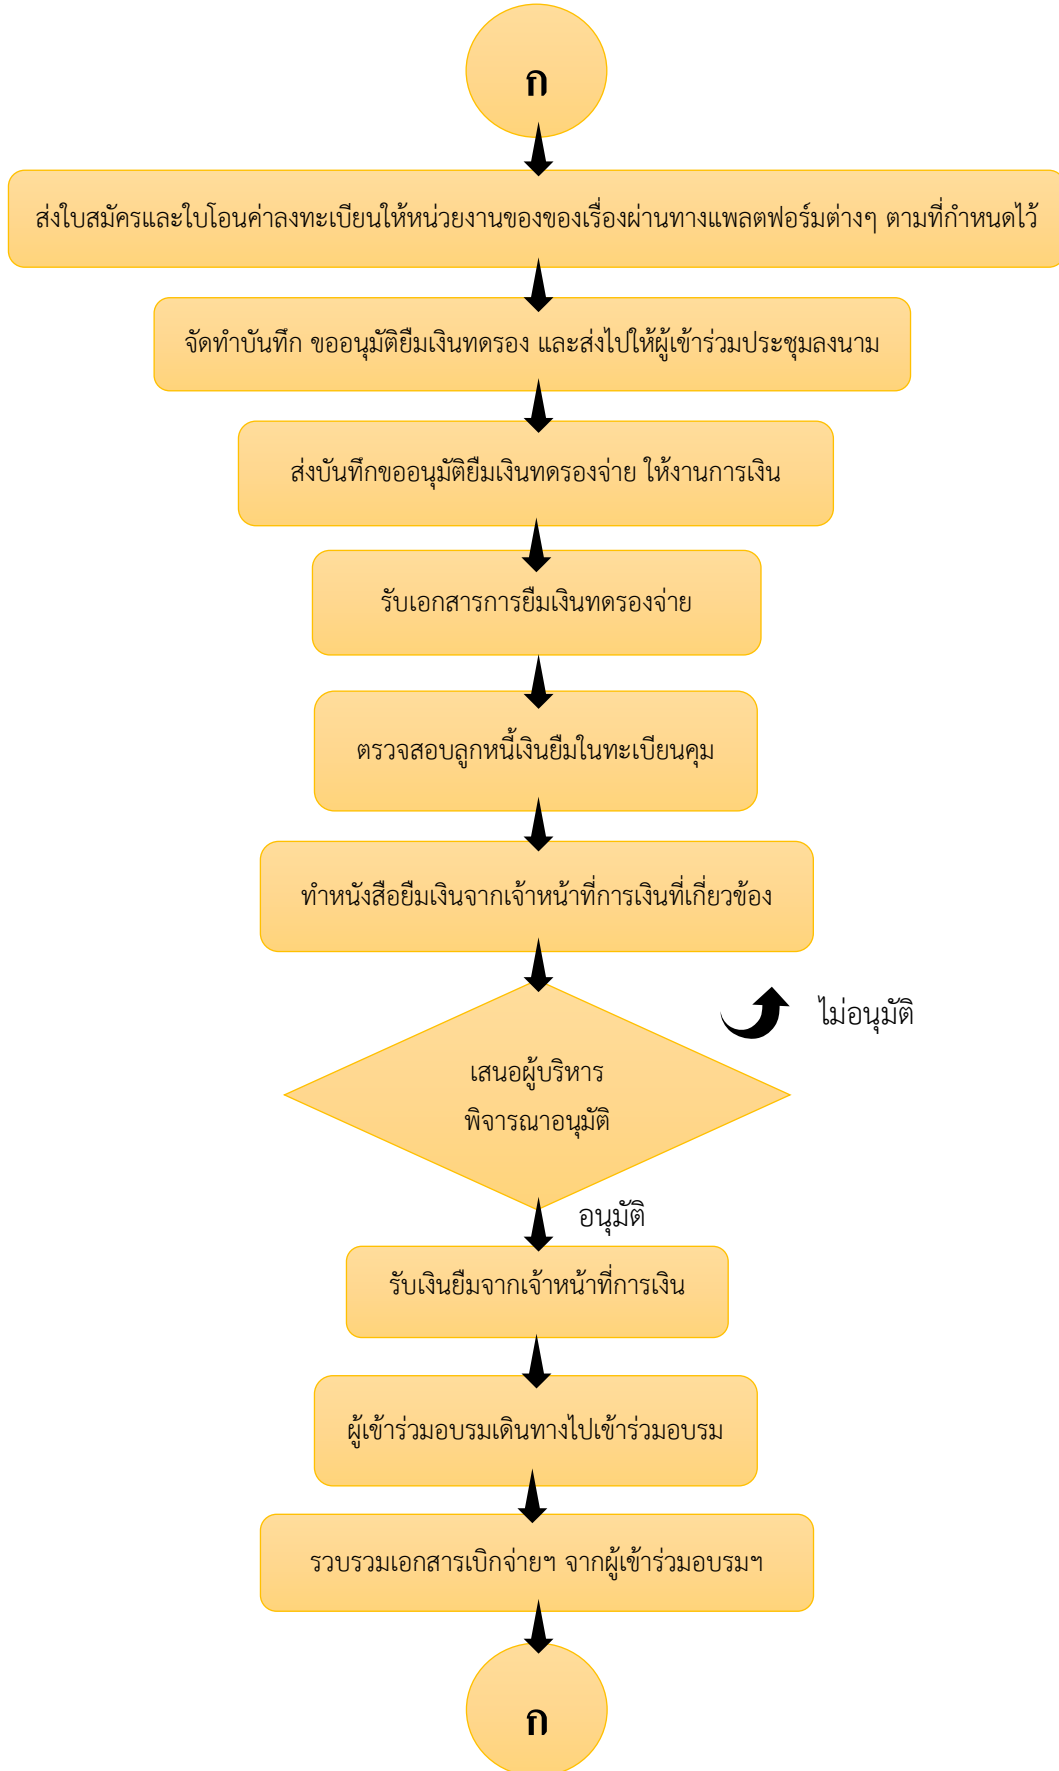 ก
ส่งใบสมัครและใบโอนค่าลงทะเบียนให้หน่วยงานของของเรื่องผ่านทางแพลตฟอร์มต่างๆ ตามที่กำหนดไว้
จัดทำบันทึก ขออนุมัติยืมเงินทดรอง และส่งไปให้ผู้เข้าร่วมประชุมลงนาม
ส่งบันทึกขออนุมัติยืมเงินทดรองจ่าย ให้งานการเงิน
รับเอกสารการยืมเงินทดรองจ่าย
ตรวจสอบลูกหนี้เงินยืมในทะเบียนคุม
ทำหนังสือยืมเงินจากเจ้าหน้าที่การเงินที่เกี่ยวข้อง
ไม่อนุมัติ
เสนอผู้บริหาร
พิจารณาอนุมัติ
อนุมัติ
รับเงินยืมจากเจ้าหน้าที่การเงิน
ผู้เข้าร่วมอบรมเดินทางไปเข้าร่วมอบรม
รวบรวมเอกสารเบิกจ่ายฯ จากผู้เข้าร่วมอบรมฯ
ก